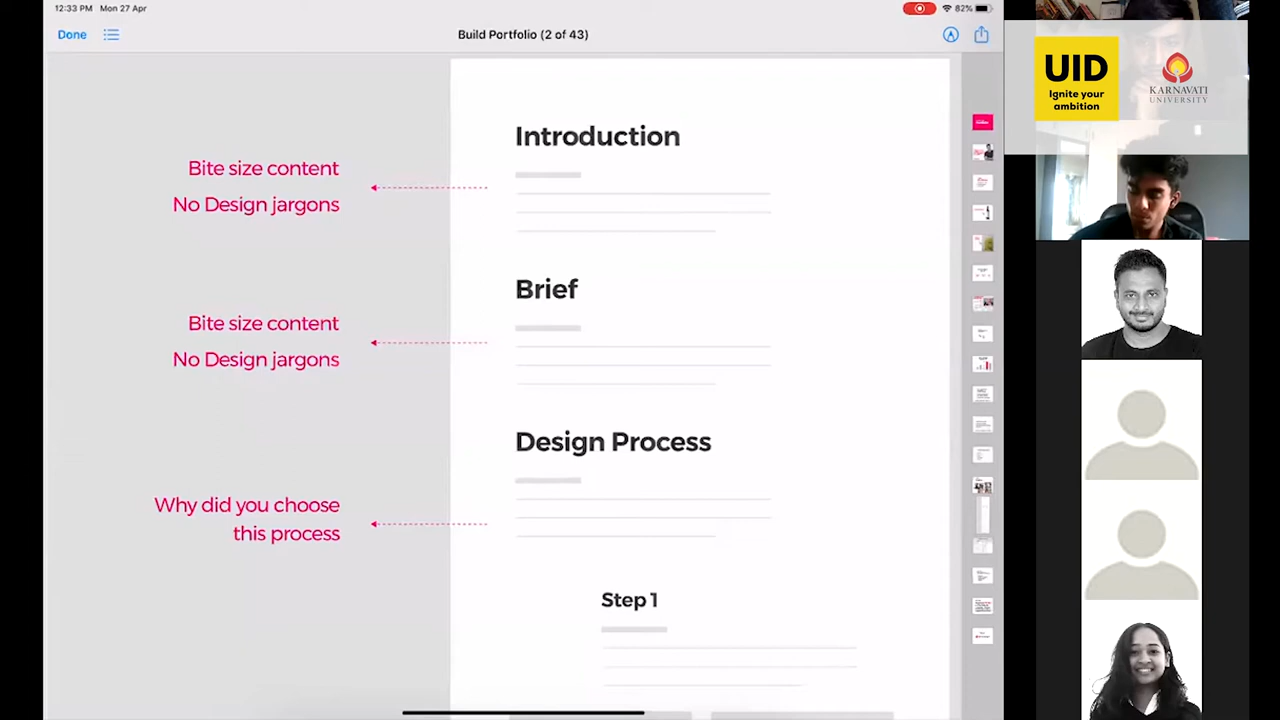 12:33 PM Mon 27 Apr
82%
Done
Build Portfolio (2 of 43)
UID
Ignite your
ambition
KARNAVATI
UNIVERSITY
Introduction
Bite size content
No Design jargons
Brief
Bite size content
No Design jargons
Design Process
Why did you choose
this process
Step 1